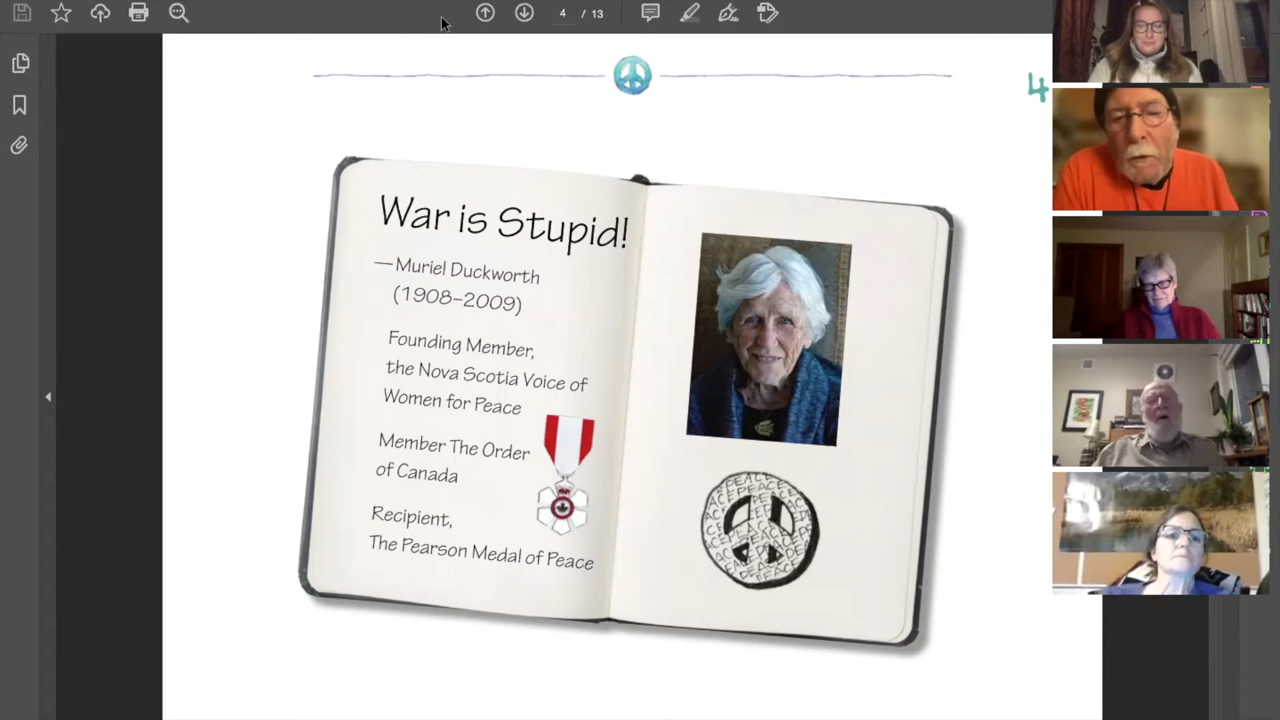 4 / 13
4
War is Stupid!
— Muriel Duckworth
(1908–2009)
Founding Member,
the Nova Scotia Voice of
Women for Peace
Member The Order
of Canada
Recipient,
The Pearson Medal of Peace